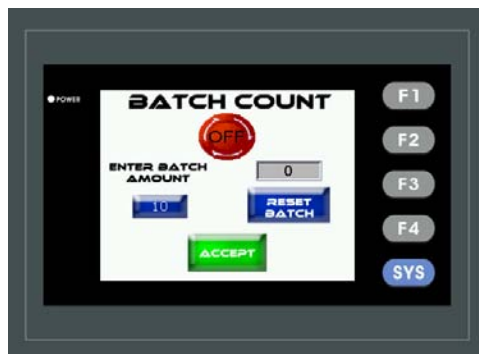 POWER
BATCH COUNT
OFF
ENTER BATCH
AMOUNT
0
10
RESET
BATCH
ACCEPT
F1
F2
F3
F4
SYS